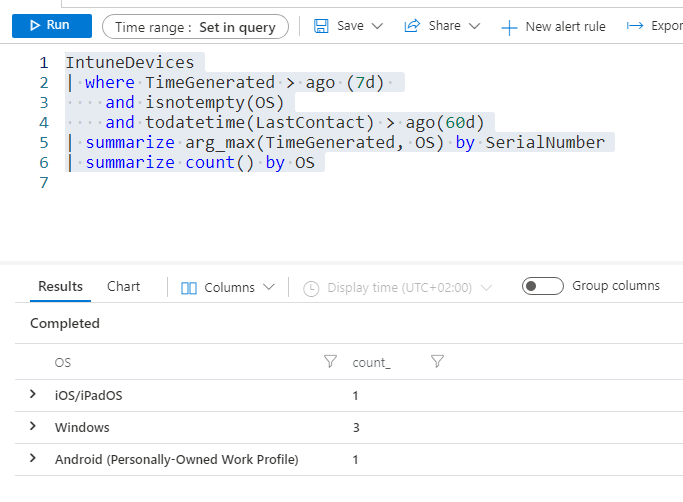 Run Time range : Set in query Save Share New alert rule Expor
1 IntuneDevices
2 | where TimeGenerated > ago (7d)
3 and isnotempty(OS)
4 and todatetime(LastContact) > ago(60d)
5 | summarize arg_max(TimeGenerated, OS) by SerialNumber
6 | summarize count() by OS
7
Results Chart Columns Display time (UTC+02:00) Group columns
Completed
OS count_
iOS/iPadOS 1
Windows 3
Android (Personally-Owned Work Profile) 1